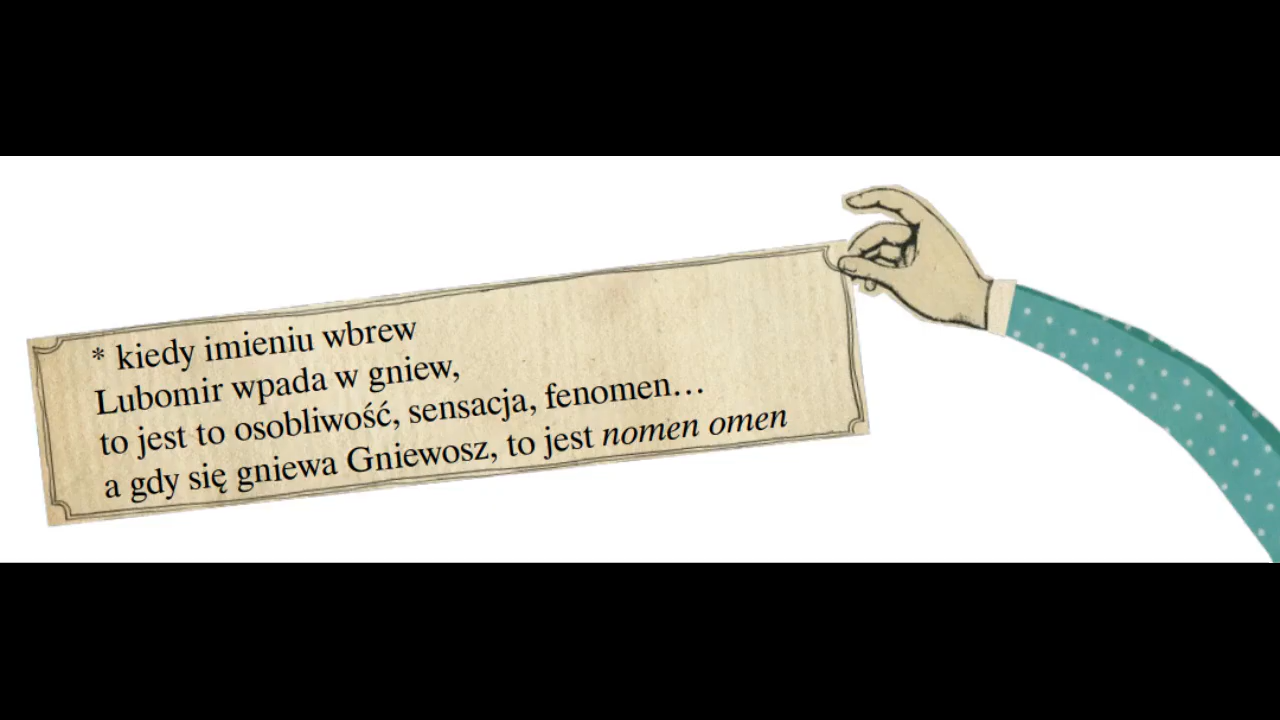 * kiedy imieniu wbrew
Lubomir wpada w gniew,
to jest to osobliwość, sensacja, fenomen…
a gdy się gniewa Gniewosz, to jest nomen omen